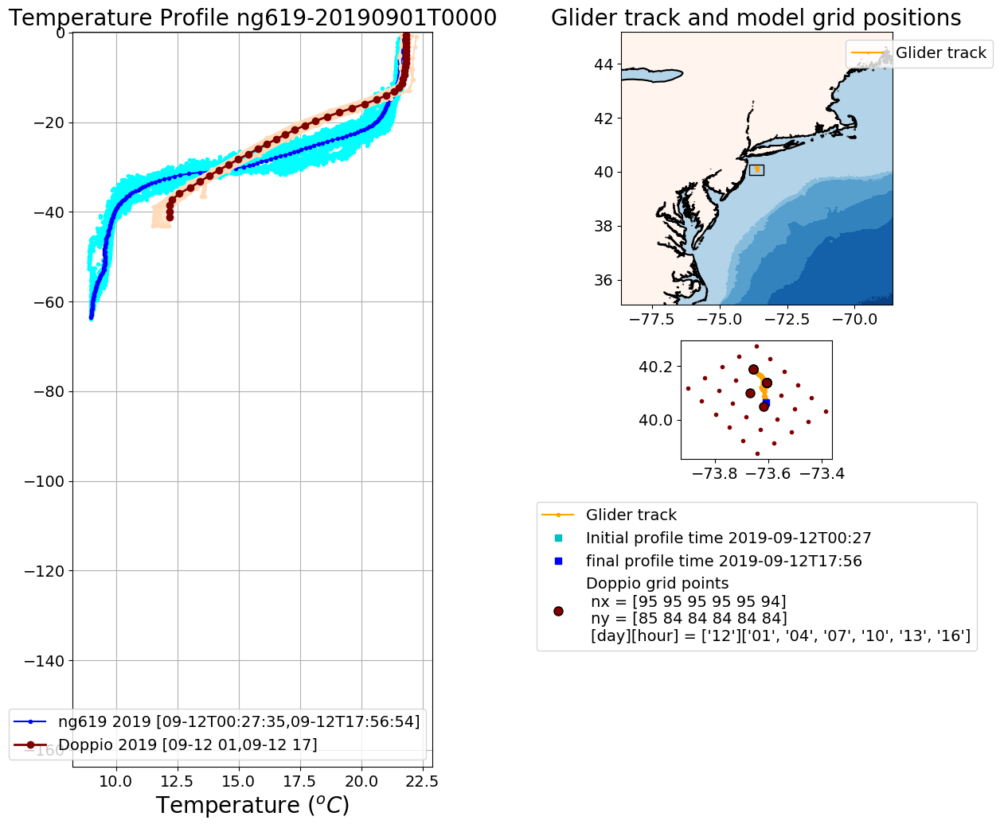 Temperature Profile ng619-20190901T0000
0
−20
−40
−60
−80
−100
−120
−140
−160
10.0
12.5
15.0
17.5
20.0
22.5
Temperature (°C)
ng619 2019 [09-12T00:27:35,09-12T17:56:54]
Doppio 2019 [09-12 01,09-12 17]
Glider track and model grid positions
Glider track
44
42
40
38
36
−77.5
−75.0
−72.5
−70.0
40.2
40.0
−73.8
−73.6
−73.4
Glider track
Initial profile time 2019-09-12T00:27
final profile time 2019-09-12T17:56
Doppio grid points
nx = [95 95 95 95 95 94]
ny = [85 84 84 84 84 84]
[day][hour] = ['12']['01', '04', '07', '10', '13', '16']